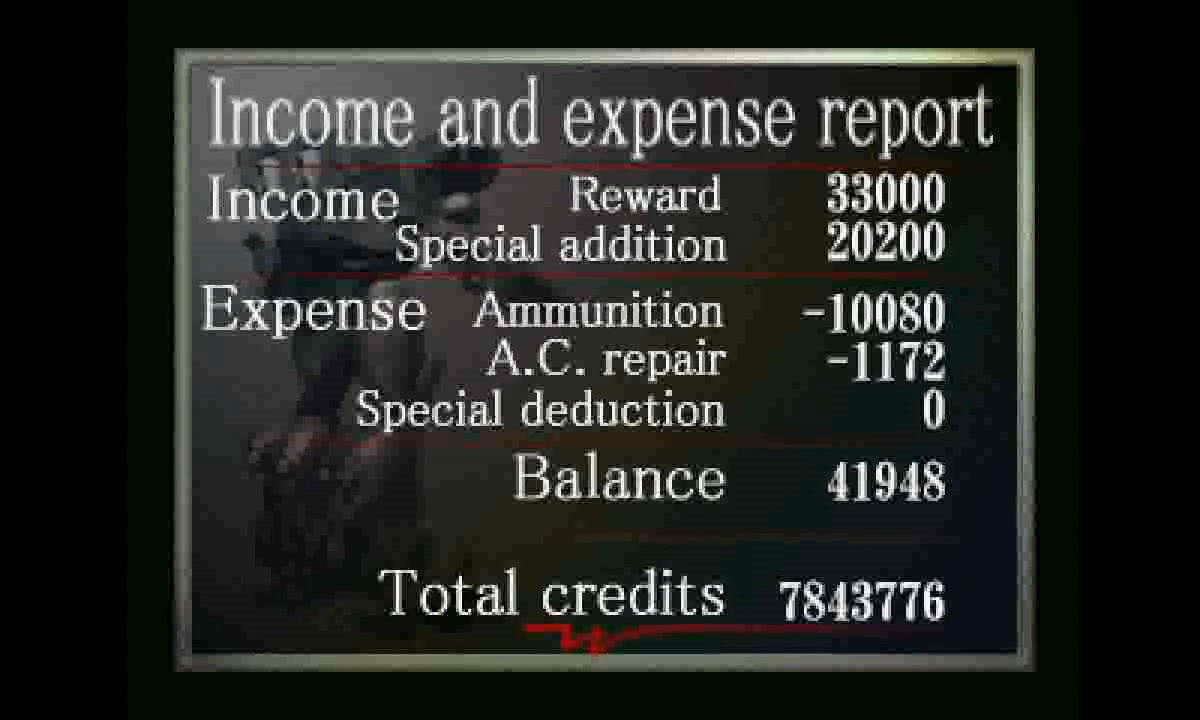 Income and expense report
Income Reward 33000
Special addition 20200
Expense Ammunition -10080
A.C. repair -1172
Special deduction 0
Balance 41948
Total credits 7843776